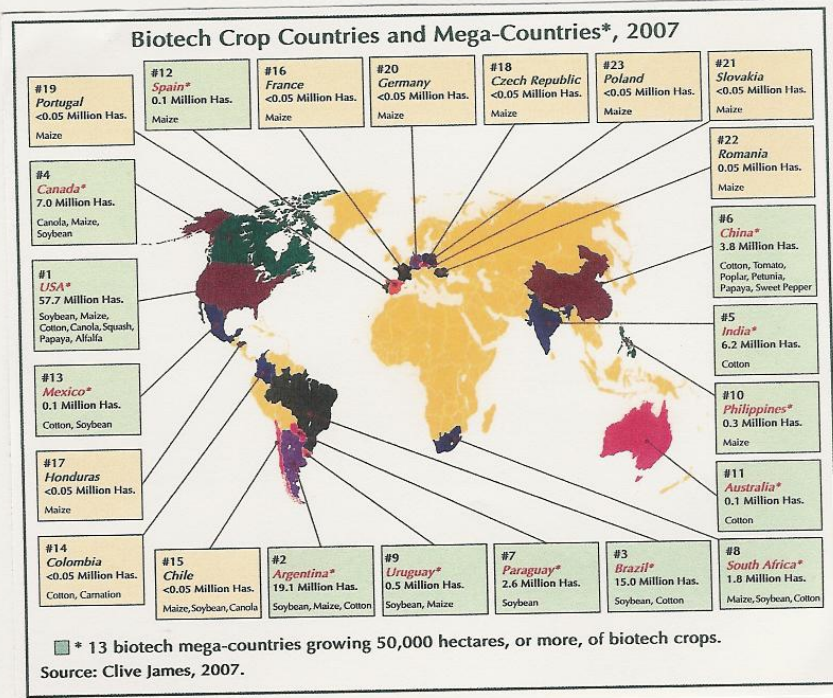 Biotech Crop Countries and Mega-Countries*, 2007
#19
Portugal
<0.05 Million Has.
Maize
#12
Spain*
0.1 Million Has.
Maize
#16
France
<0.05 Million Has.
Maize
#20
Germany
<0.05 Million Has.
Maize
#18
Czech Republic
<0.05 Million Has.
Maize
#23
Poland
<0.05 Million Has.
Maize
#21
Slovakia
<0.05 Million Has.
Maize
#22
Romania
0.05 Million Has.
Maize
#4
Canada*
7.0 Million Has.
Canola, Maize,
Soybean
#6
China*
3.8 Million Has.
Cotton, Tomato,
Poplar, Petunia,
Papaya, Sweet Pepper
#1
USA*
57.7 Million Has.
Soybean, Maize,
Cotton, Canola, Squash,
Papaya, Alfalfa
#5
India*
6.2 Million Has.
Cotton
#13
Mexico*
0.1 Million Has.
Cotton, Soybean
#10
Philippines*
0.3 Million Has.
Maize
#17
Honduras
<0.05 Million Has.
Maize
#11
Australia*
0.1 Million Has.
Cotton
#14
Colombia
<0.05 Million Has.
Cotton, Carnation
#15
Chile
<0.05 Million Has.
Maize, Soybean, Canola
#2
Argentina*
19.1 Million Has.
Soybean, Maize, Cotton
#9
Uruguay*
0.5 Million Has.
Soybean, Maize
#7
Paraguay*
2.6 Million Has.
Soybean
#3
Brazil*
15.0 Million Has.
Soybean, Cotton
#8
South Africa*
1.8 Million Has.
Maize, Soybean, Cotton
* 13 biotech mega-countries growing 50,000 hectares, or more, of biotech crops.
Source: Clive James, 2007.